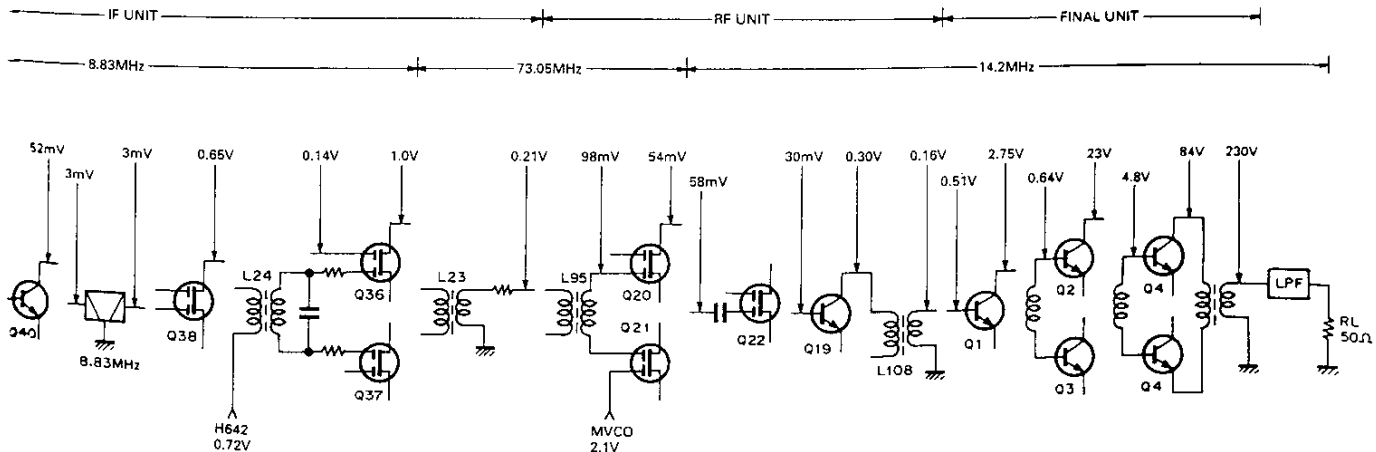 IF UNIT RF UNIT FINAL UNIT
8.83MHz 73.05MHz 14.2MHz
52mV 3mV 0.65V 0.14V 1.0V 0.21V 98mV 54mV 30mV 0.30V 0.16V 2.75V 23V 84V 230V
3mV 58mV 0.51V 0.64V 4.8V
L24 L23 L95 Q2 Q4 LPF
Q40 Q38 Q36 Q20 Q22 Q19 Q1
Q21
RL
50Ω
8.83MHz L108
Q37 Q3 Q4
H642 MVCO
0.72V 2.1V